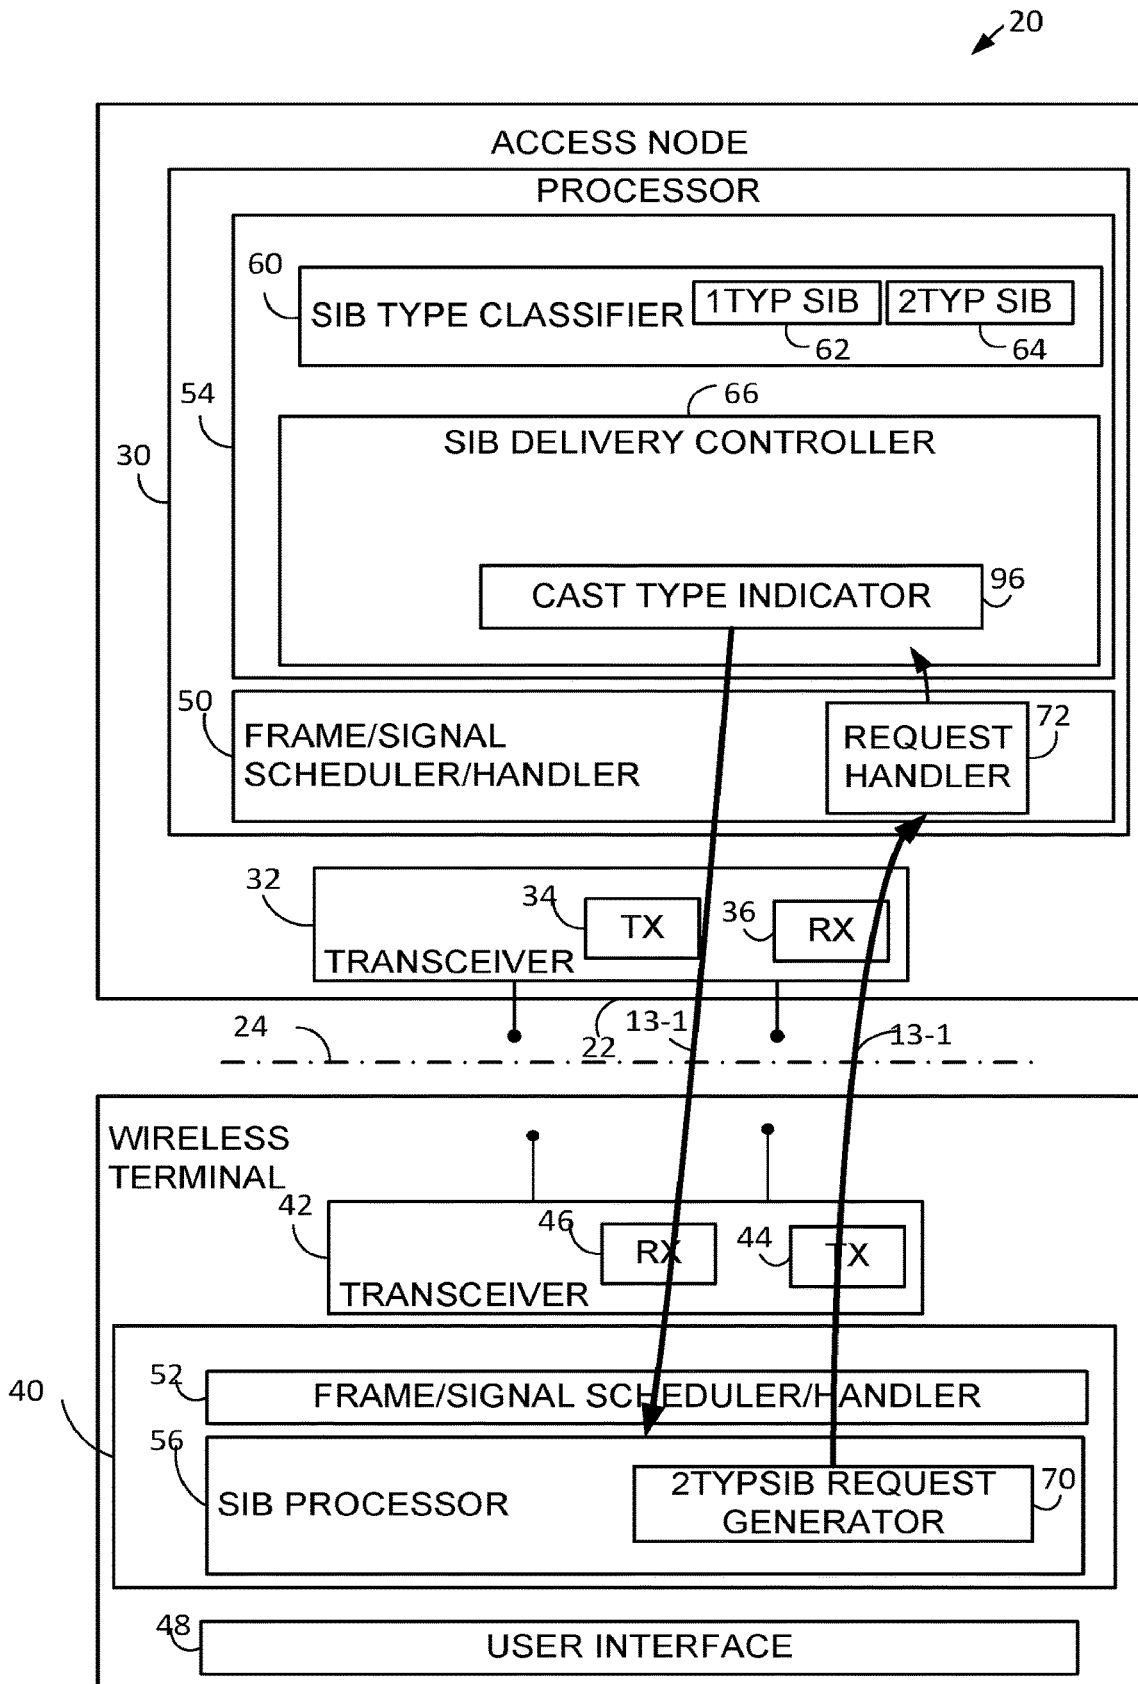 20
ACCESS NODE
PROCESSOR
60
SIB TYPE CLASSIFIER
1TYP SIB
2TYP SIB
62
64
54
66
SIB DELIVERY CONTROLLER
30
CAST TYPE INDICATOR
96
50
FRAME/SIGNAL
SCHEDULER/HANDLER
REQUEST
HANDLER
72
32
34
TX
36
RX
TRANSCEIVER
24
22
13-1
13-1
WIRELESS
TERMINAL
42
46
RX
44
TX
TRANSCEIVER
40
52
FRAME/SIGNAL SCHEDULER/HANDLER
56
SIB PROCESSOR
2TYPSIB REQUEST
GENERATOR
70
48
USER INTERFACE